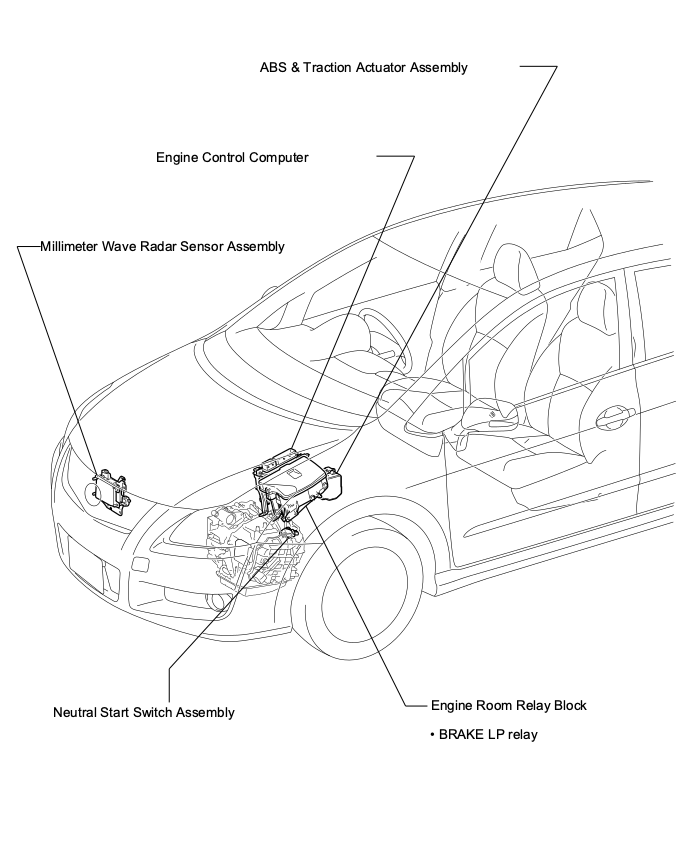 ABS & Traction Actuator Assembly
Engine Control Computer
Millimeter Wave Radar Sensor Assembly
Neutral Start Switch Assembly
Engine Room Relay Block
• BRAKE LP relay